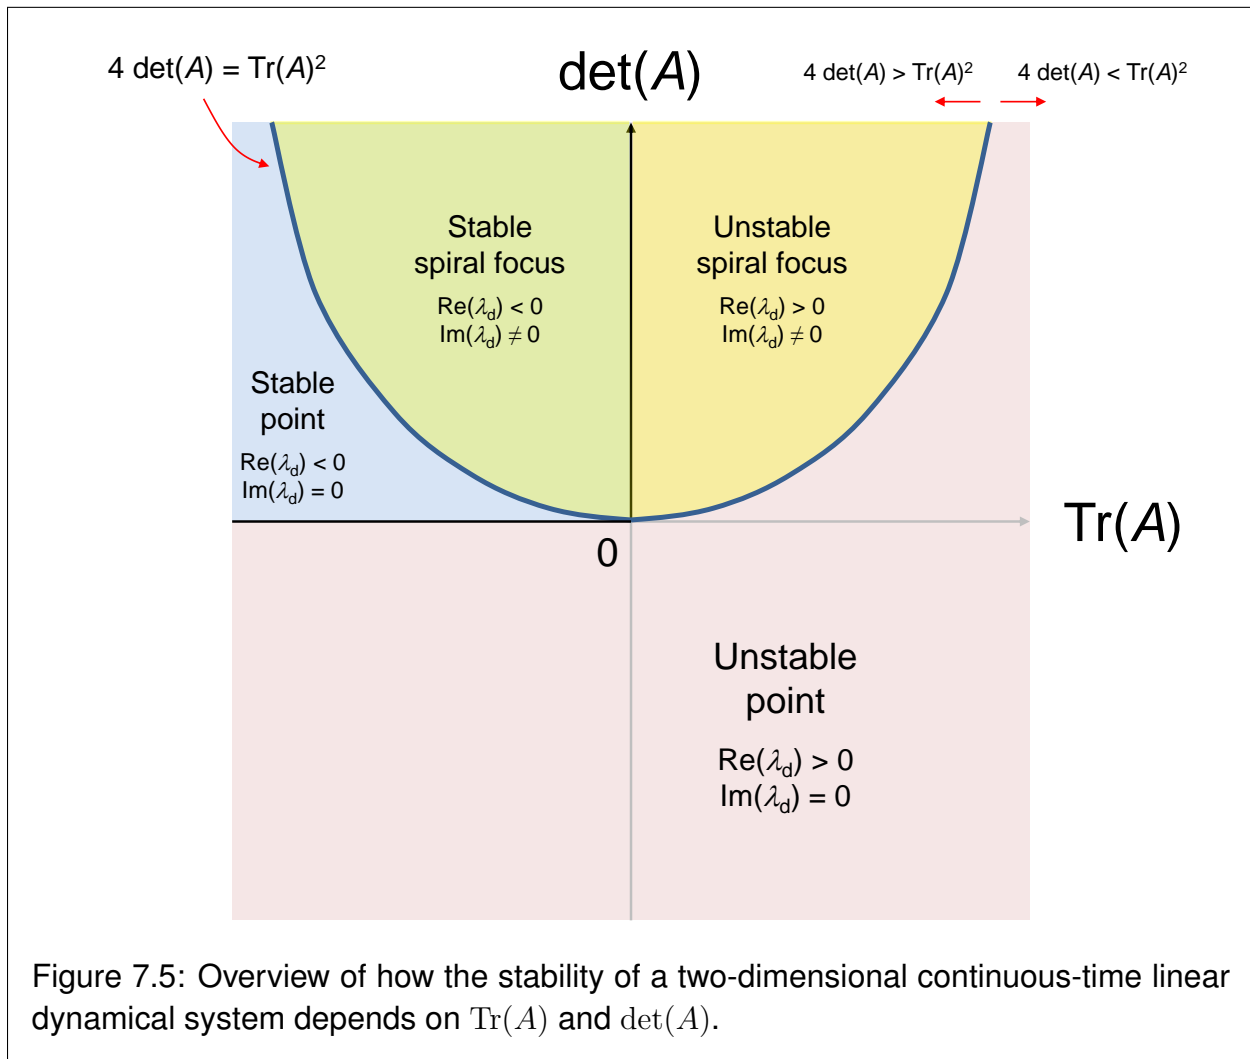 4 det(A) = Tr(A)²
det(A)
4 det(A) > Tr(A)²
4 det(A) < Tr(A)²
Stable
spiral focus
Re(λd) < 0
Im(λd) ≠ 0
Unstable
spiral focus
Re(λd) > 0
Im(λd) ≠ 0
Stable
point
Re(λd) < 0
Im(λd) = 0
0
Tr(A)
Unstable
point
Re(λd) > 0
Im(λd) = 0
Figure 7.5: Overview of how the stability of a two-dimensional continuous-time linear
dynamical system depends on Tr(A) and det(A).